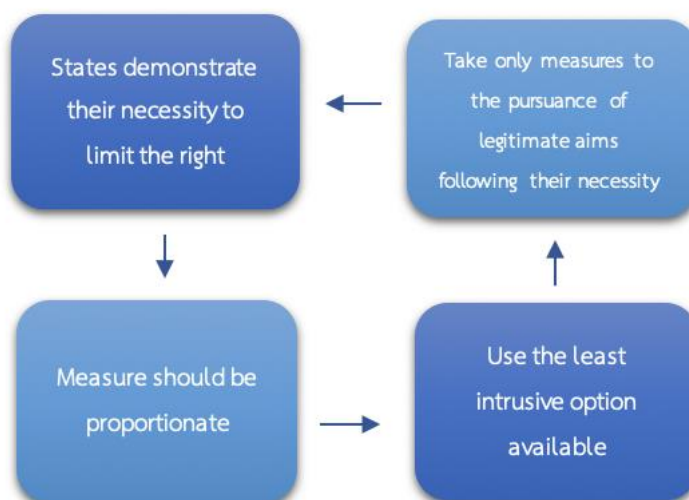 States demonstrate
their necessity to
limit the right
Take only measures to
the pursuance of
legitimate aims
following their necessity
Measure should be
proportionate
Use the least
intrusive option
available